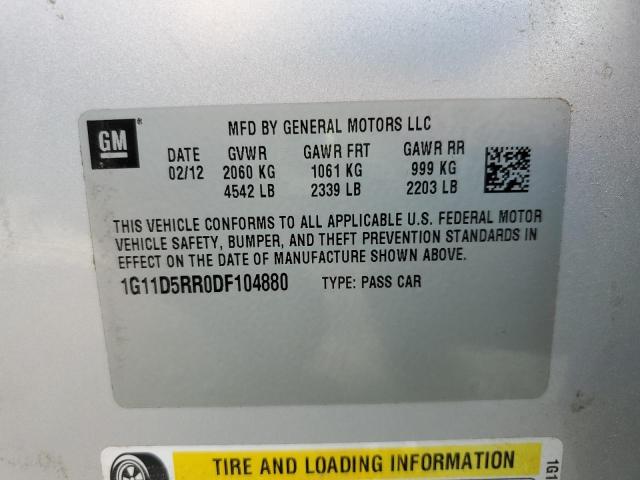 GM
®
MFD BY GENERAL MOTORS LLC
DATE GVWR GAWR FRT GAWR RR
02/12 2060 KG 1061 KG 999 KG
4542 LB 2339 LB 2203 LB
THIS VEHICLE CONFORMS TO ALL APPLICABLE U.S. FEDERAL MOTOR
VEHICLE SAFETY, BUMPER, AND THEFT PREVENTION STANDARDS IN
EFFECT ON THE DATE OF MANUFACTURE SHOWN ABOVE.
1G11D5RR0DF104880 TYPE: PASS CAR
TIRE AND LOADING INFORMATION
1G1